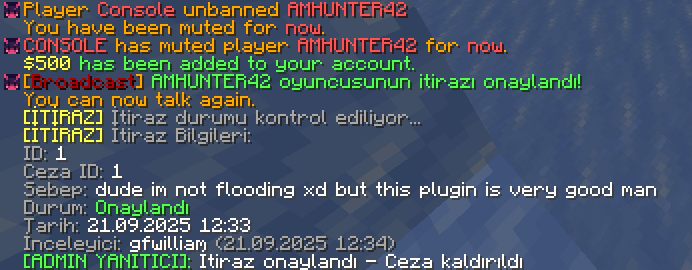 Player Console unbanned AMHUNTER42
You have been muted for now.
CONSOLE has muted player AMHUNTER42 for now.
$500 has been added to your account.
[Broadcast] AMHUNTER42 oyuncusunun itirazı onaylandı!
You can now talk again.
[İTİRAZ] İtiraz durumu kontrol ediliyor...
[İTİRAZ] İtiraz Bilgileri:
ID: 1
Ceza ID: 1
Sebep: dude im not flooding xd but this plugin is very good man
Durum: Onaylandı
Tarih: 21.09.2025 12:33
İnceleyici: gfwilliam (21.09.2025 12:34)
[ADMIN YANITICI]: İtiraz onaylandı - Ceza kaldırıldı